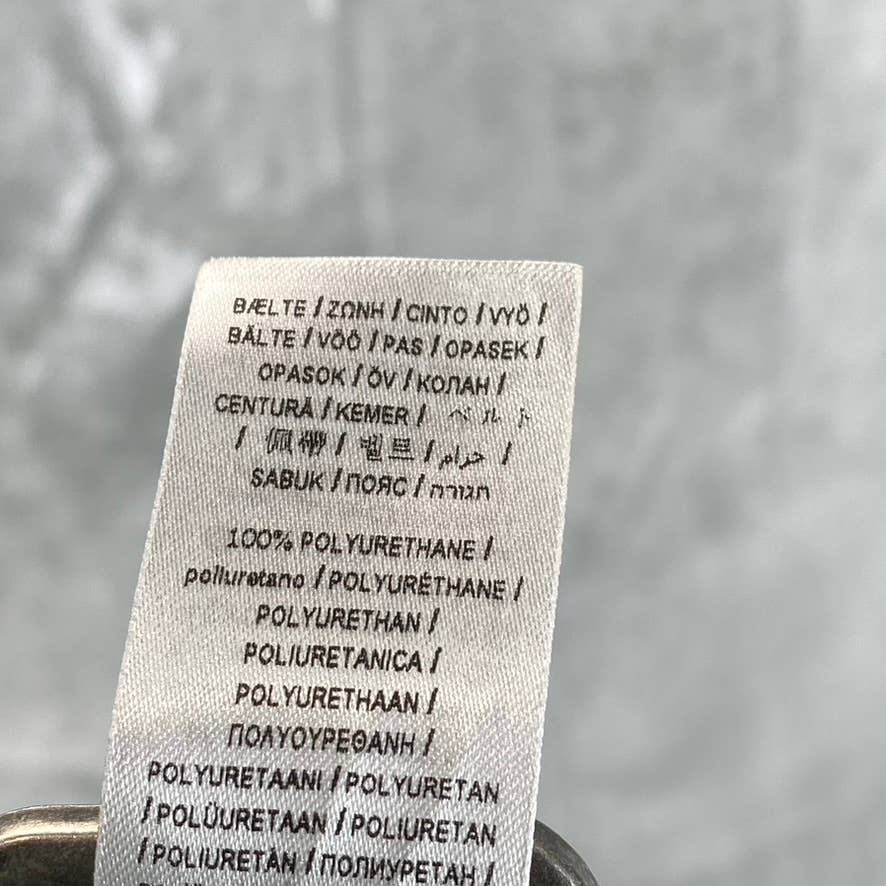 BÆLTE / ΖΩΝΗ / CINTO / VYÖ /
BÄLTE / VÖÖ / PAS / OPASEK /
OPASOK / ÖV / КОЛАН /
CENTURĂ / KEMER / ベルト
/ 佩帶 / 벨트 / حزام /
SABUK / ПОЯС / חגורה
100% POLYURETHANE /
poliuretano / POLYURÉTHANE /
POLYURETHAN /
POLIURETANICA /
POLYURETHAAN /
ΠΟΛΥΟΥΡΕΘΑΝΗ /
POLYURETAANI / POLYURETAN
/ POLÜURETAAN / POLIURETAN
/ POLIURETÁN / ПОЛИУРЕТАН /